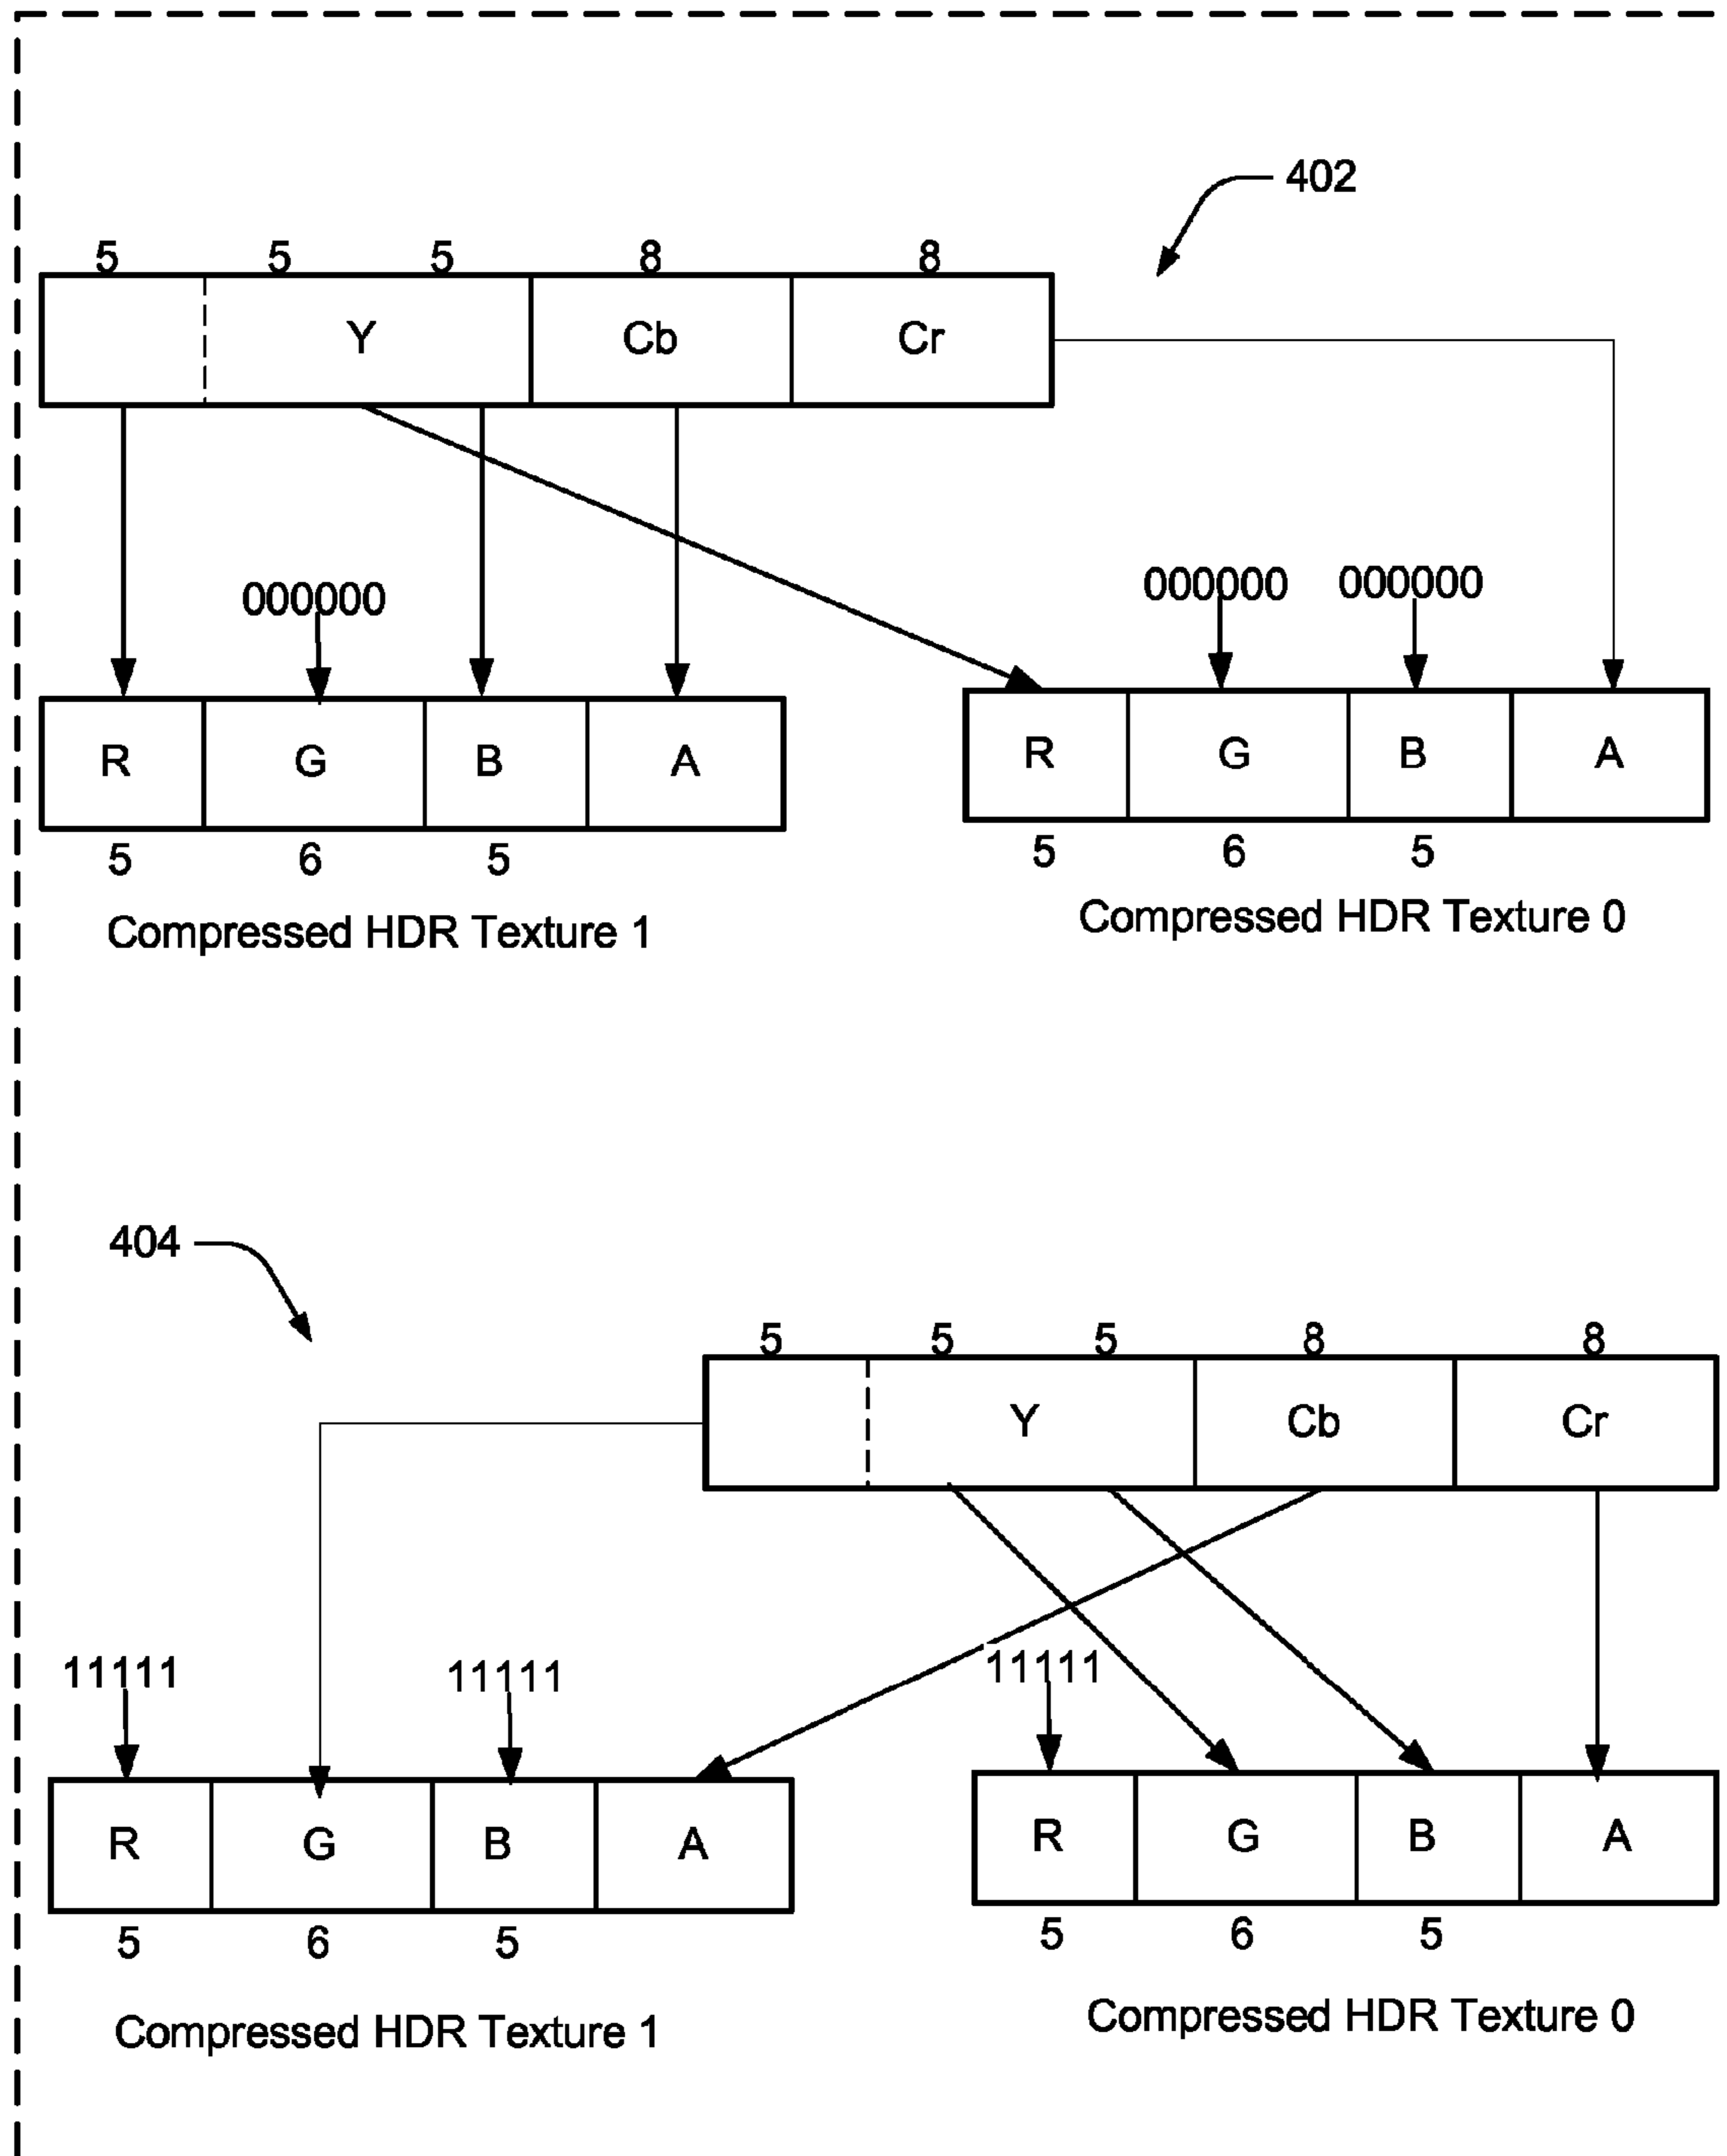 402
5 5 5 8 8
Y Cb Cr
000000 000000 000000
R G B A R G B A
5 6 5 5 6 5
Compressed HDR Texture 1 Compressed HDR Texture 0
404
5 5 5 8 8
Y Cb Cr
11111 11111 11111
R G B A R G B A
5 6 5 5 6 5
Compressed HDR Texture 1 Compressed HDR Texture 0